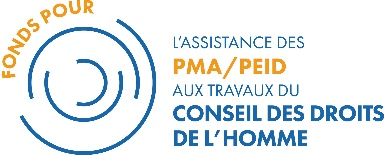 FONDS POUR
L'ASSISTANCE DES
PMA/PEID
AUX TRAVAUX DU
CONSEIL DES DROITS
DE L'HOMME